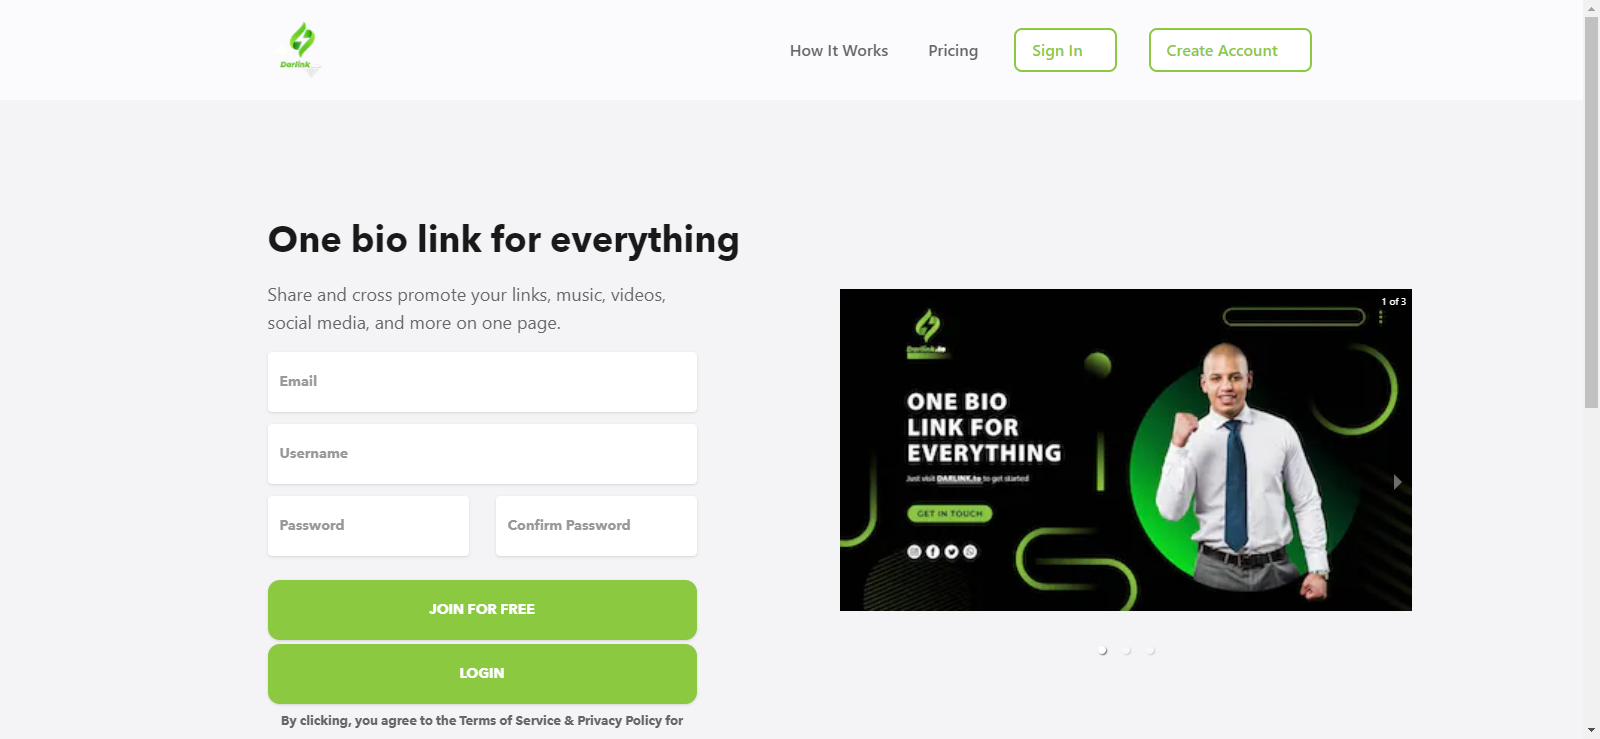 Darlink
How It Works
Pricing
Sign In
Create Account
One bio link for everything
Share and cross promote your links, music, videos,
social media, and more on one page.
Email
Username
Password
Confirm Password
JOIN FOR FREE
LOGIN
By clicking, you agree to the Terms of Service & Privacy Policy for
1 of 3
Darlink.to
ONE BIO
LINK FOR
EVERYTHING
Just visit DARLINK.to to get started
GET IN TOUCH